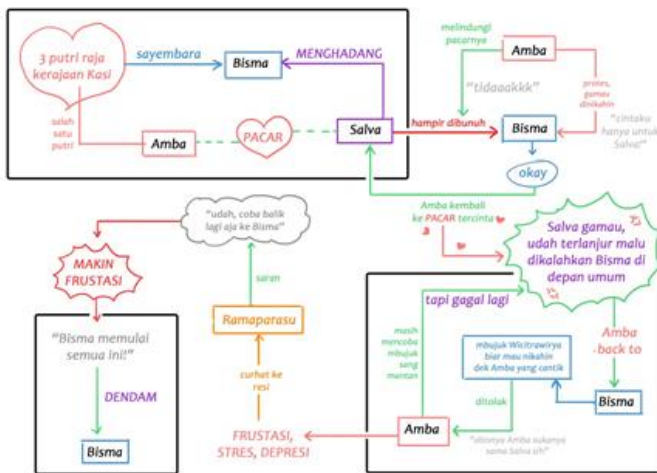 3 putri raja
kerajaan Kasi
sayembara
Bisma
MENGHADANG
salah
satu
putri
Amba
PACAR
Salva
hampir dibunuh
melindungi
pacarnya
Amba
"tidaaakkk"
protes,
gamau
dinikahin
Bisma
"cintaku
hanya untuk
Salva!"
okay
Amba kembali
ke PACAR tercinta
Salva gamau,
udah terlanjur malu
dikalahkan Bisma di
depan umum
Amba
back to
Bisma
mbujuk Wicitrawirya
biar mau nikahin
dek Amba yang cantik
ditolak
"abisnya Amba sukanya
sama Salva sih"
Amba
masih
mencoba
mbujuk
sang
mantan
tapi gagal lagi
FRUSTASI,
STRES, DEPRESI
curhat ke
resi
Ramaparasu
saran
"udah, coba balik
lagi aja ke Bisma"
MAKIN
FRUSTASI
"Bisma memulai
semua ini!"
DENDAM
Bisma